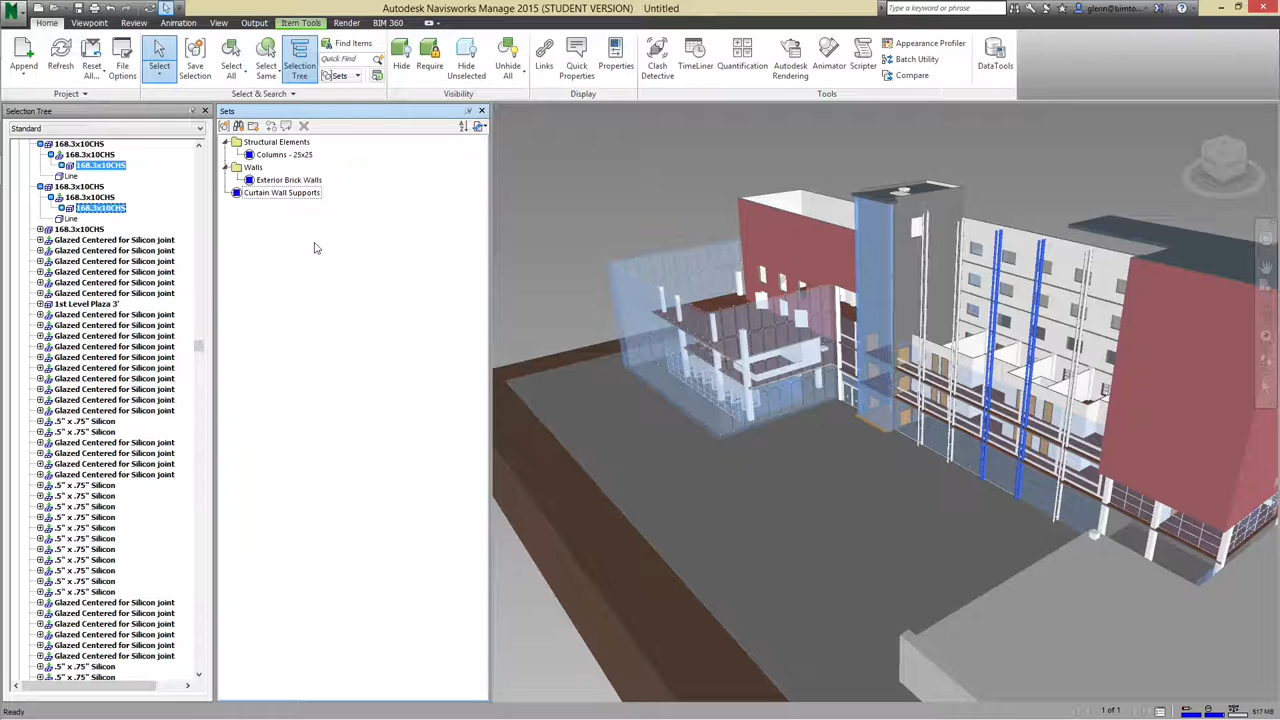 Autodesk Navisworks Manage 2015 (STUDENT VERSION) Untitled
Type a keyword or phrase
glenn@bimto...
Home Viewpoint Review Animation View Output Item Tools Render BIM 360
Append
Refresh
Reset All...
File Options
Project
Select
Save Selection
Select All
Select Same
Selection Tree
Find Items
Quick Find
Sets
Select & Search
Hide
Require
Hide Unselected
Unhide All
Visibility
Links
Quick Properties
Properties
Display
Clash Detective
TimeLiner
Quantification
Autodesk Rendering
Animator
Scripter
Appearance Profiler
Batch Utility
Compare
Tools
DataTools
Selection Tree
Standard
168.3x10CHS
168.3x10CHS
168.3x10CHS
Line
168.3x10CHS
168.3x10CHS
168.3x10CHS
Line
168.3x10CHS
Glazed Centered for Silicon joint
Glazed Centered for Silicon joint
Glazed Centered for Silicon joint
Glazed Centered for Silicon joint
Glazed Centered for Silicon joint
Glazed Centered for Silicon joint
1st Level Plaza 3'
Glazed Centered for Silicon joint
Glazed Centered for Silicon joint
Glazed Centered for Silicon joint
Glazed Centered for Silicon joint
Glazed Centered for Silicon joint
Glazed Centered for Silicon joint
Glazed Centered for Silicon joint
Glazed Centered for Silicon joint
Glazed Centered for Silicon joint
Glazed Centered for Silicon joint
.5" x .75" Silicon
.5" x .75" Silicon
Glazed Centered for Silicon joint
Glazed Centered for Silicon joint
Glazed Centered for Silicon joint
Glazed Centered for Silicon joint
.5" x .75" Silicon
.5" x .75" Silicon
.5" x .75" Silicon
.5" x .75" Silicon
.5" x .75" Silicon
.5" x .75" Silicon
.5" x .75" Silicon
.5" x .75" Silicon
.5" x .75" Silicon
.5" x .75" Silicon
.5" x .75" Silicon
Glazed Centered for Silicon joint
Glazed Centered for Silicon joint
Glazed Centered for Silicon joint
Glazed Centered for Silicon joint
Glazed Centered for Silicon joint
Glazed Centered for Silicon joint
.5" x .75" Silicon
.5" x .75" Silicon
Sets
Structural Elements
Columns - 25x25
Walls
Exterior Brick Walls
Curtain Wall Supports
Ready
1 of 1
617 MB